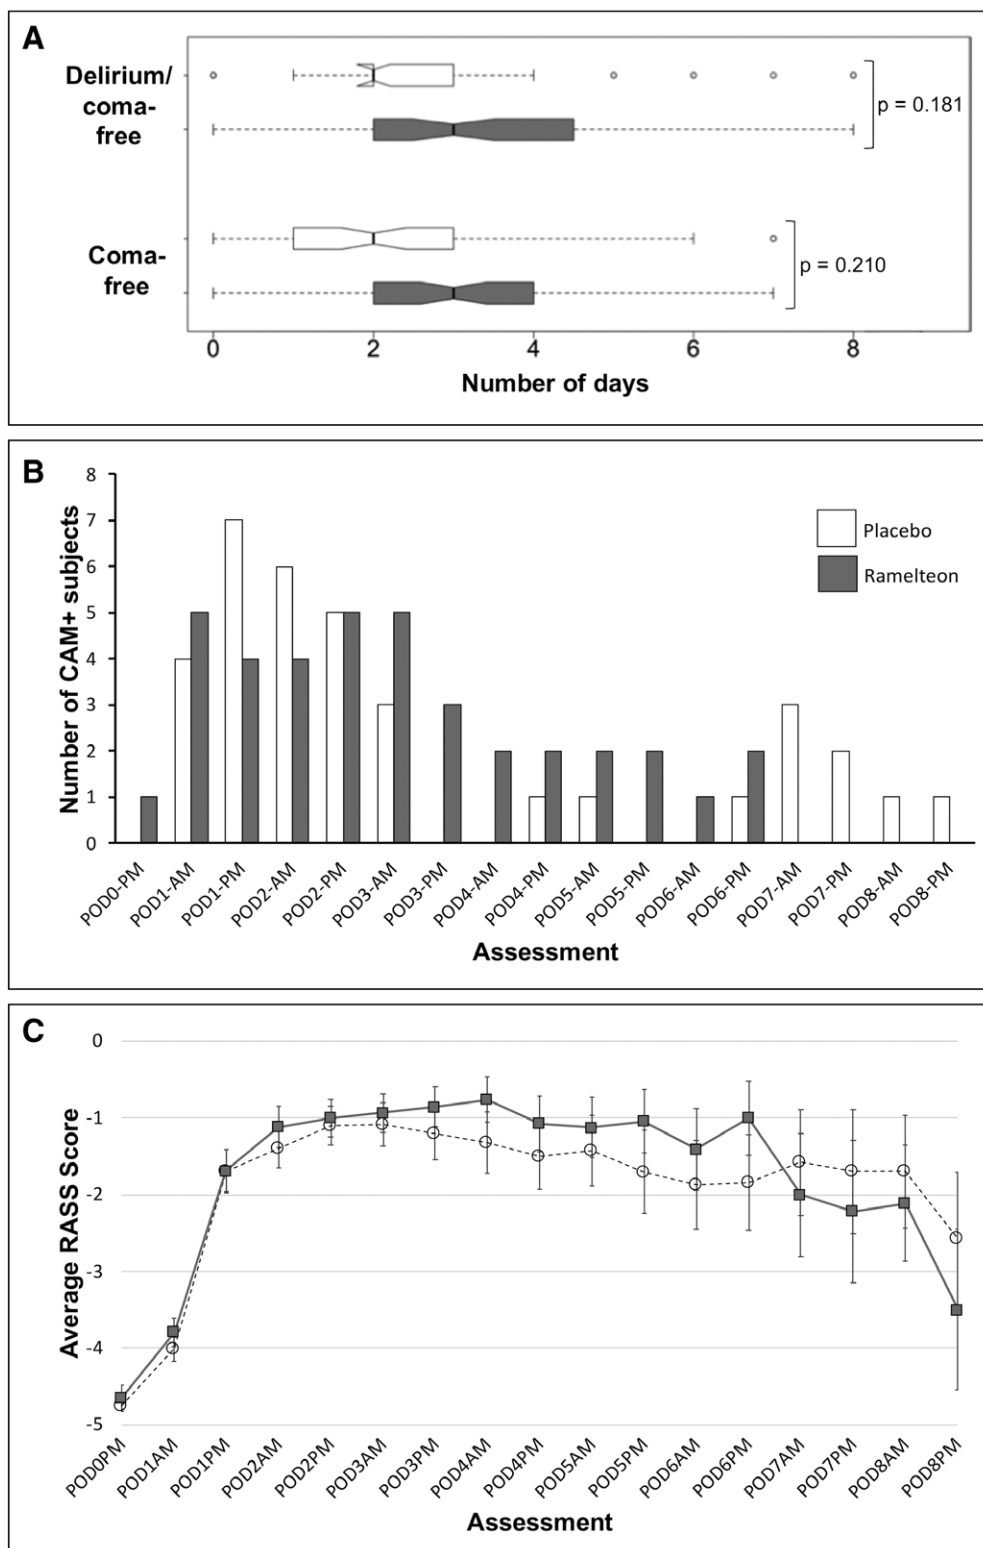 A
Delirium/
coma-
free
p = 0.181
Coma-
free
p = 0.210
0 2 4 6 8
Number of days
B
Number of CAM+ subjects
8
7
6
5
4
3
2
1
0
Placebo
Ramelteon
POD0-PM POD1-AM POD1-PM POD2-AM POD2-PM POD3-AM POD3-PM POD4-AM POD4-PM POD5-AM POD5-PM POD6-AM POD6-PM POD7-AM POD7-PM POD8-AM POD8-PM
Assessment
C
Average RASS Score
0
-1
-2
-3
-4
-5
POD0PM POD1AM POD1PM POD2AM POD2PM POD3AM POD3PM POD4AM POD4PM POD5AM POD5PM POD6AM POD6PM POD7AM POD7PM POD8AM POD8PM
Assessment